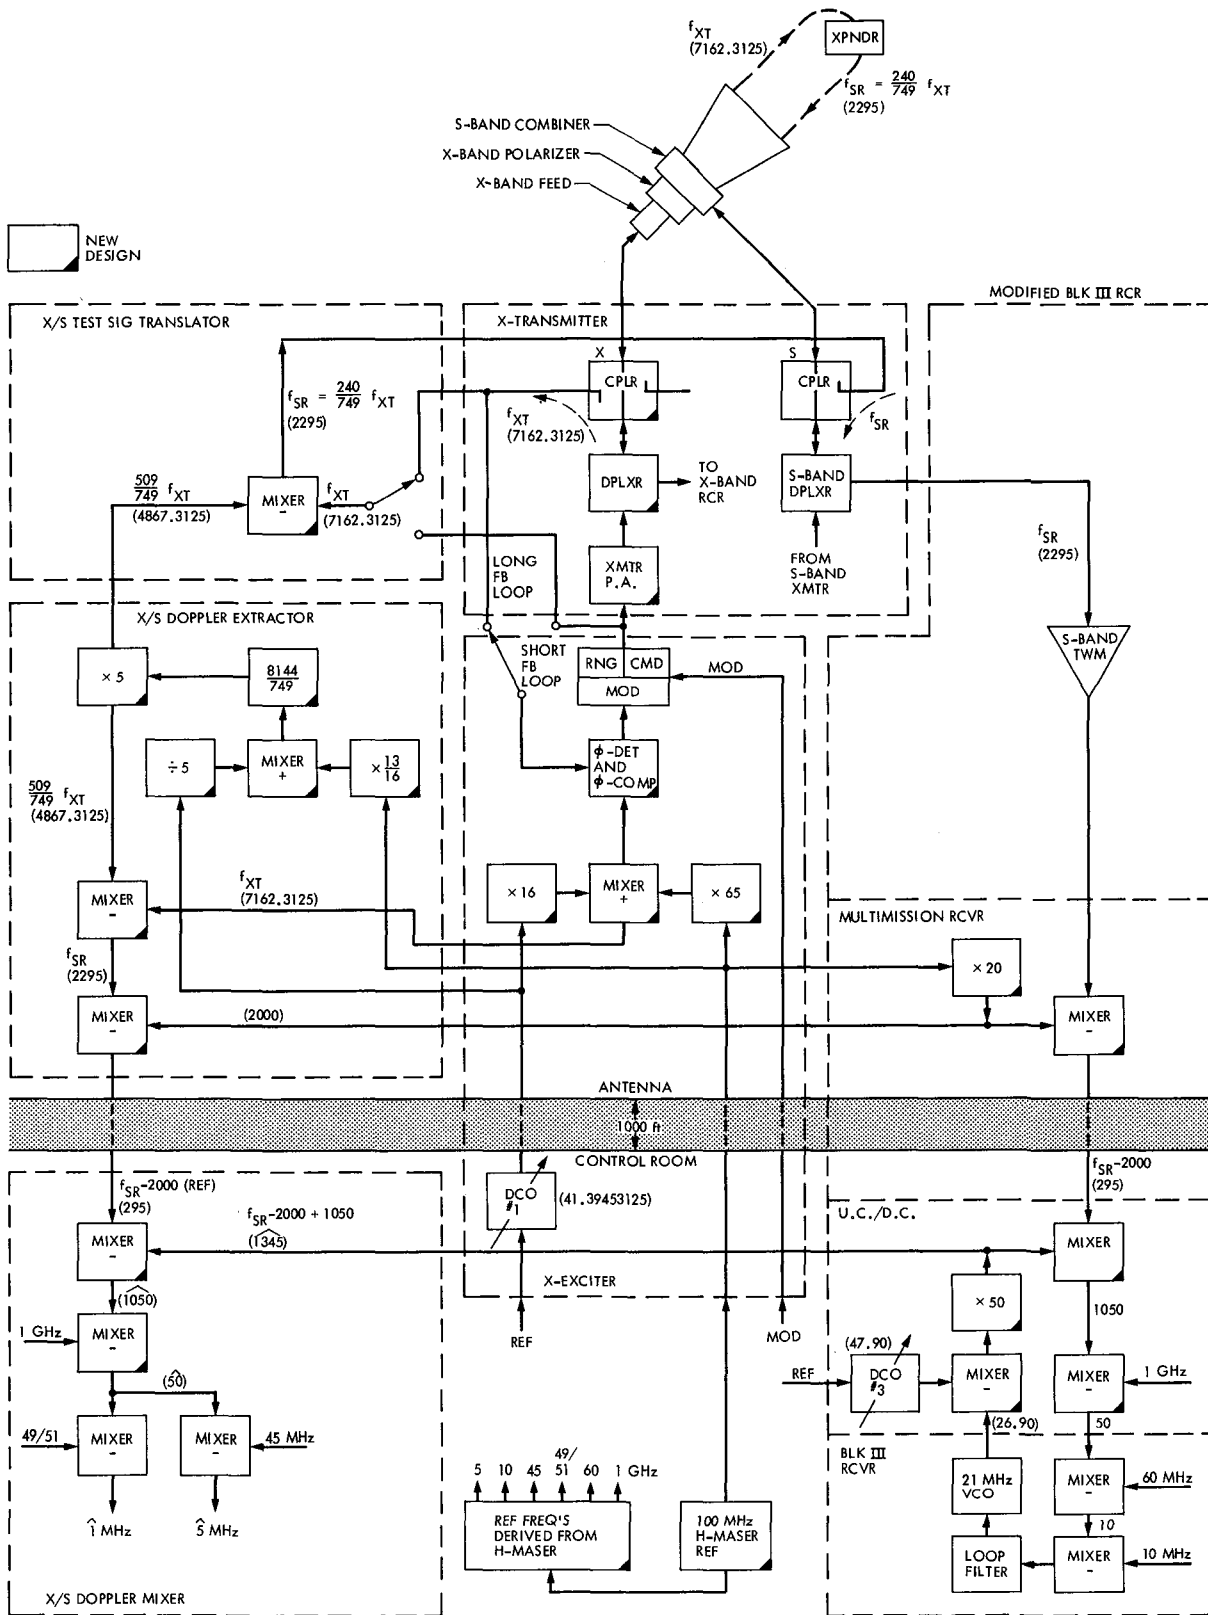 f_XT
(7162.3125)
XPNDR
f_SR = 240/749 f_XT
(2295)
S-BAND COMBINER
X-BAND POLARIZER
X-BAND FEED
NEW
DESIGN
X/S TEST SIG TRANSLATOR
f_SR = 240/749 f_XT
(2295)
509/749 f_XT
(4867.3125)
MIXER
-
f_XT
(7162.3125)
X-TRANSMITTER
X
CPLR
S
CPLR
f_XT
(7162.3125)
f_SR
DPLXR
TO
X-BAND
RCR
S-BAND
DPLXR
XMTR
P.A.
FROM
S-BAND
XMTR
LONG
FB
LOOP
MODIFIED BLK III RCR
f_SR
(2295)
S-BAND
TWM
X/S DOPPLER EXTRACTOR
× 5
8144/749
÷ 5
MIXER
+
× 13/16
509/749 f_XT
(4867.3125)
MIXER
-
f_XT
(7162.3125)
f_SR
(2295)
MIXER
-
(2000)
SHORT
FB
LOOP
RNG
CMD
MOD
MOD
ϕ-DET
AND
ϕ-COMP
× 16
MIXER
+
× 65
MULTIMISSION RCVR
× 20
MIXER
-
ANTENNA
1000 ft
CONTROL ROOM
f_SR-2000 (REF)
(295)
MIXER
-
f_SR-2000 + 1050
(1345^)
(1050^)
1 GHz
MIXER
-
(50^)
49/51
MIXER
-
MIXER
-
45 MHz
1^ MHz
5^ MHz
X/S DOPPLER MIXER
DCO
#1
(41.39453125)
X-EXCITER
REF
MOD
5
10
45
49/
51
60
1 GHz
REF FREQ'S
DERIVED FROM
H-MASER
100 MHz
H-MASER
REF
f_SR-2000
(295)
U.C./D.C.
MIXER
× 50
1050
(47.90)
REF
DCO
#3
MIXER
-
MIXER
-
1 GHz
(26.90)
50
BLK III
RCVR
21 MHz
VCO
MIXER
-
60 MHz
10
LOOP
FILTER
MIXER
-
10 MHz